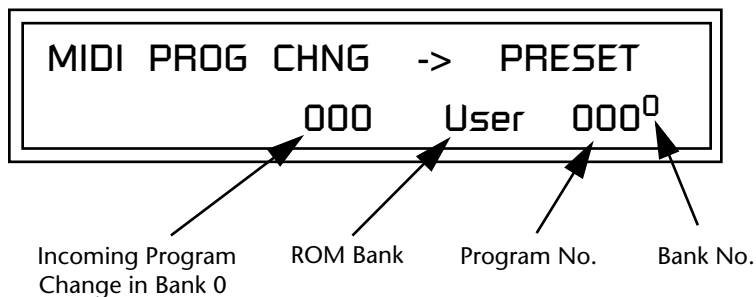 MIDI PROG CHNG -> PRESET
000 User 000⁰
Incoming Program ROM Bank Program No. Bank No.
Change in Bank 0